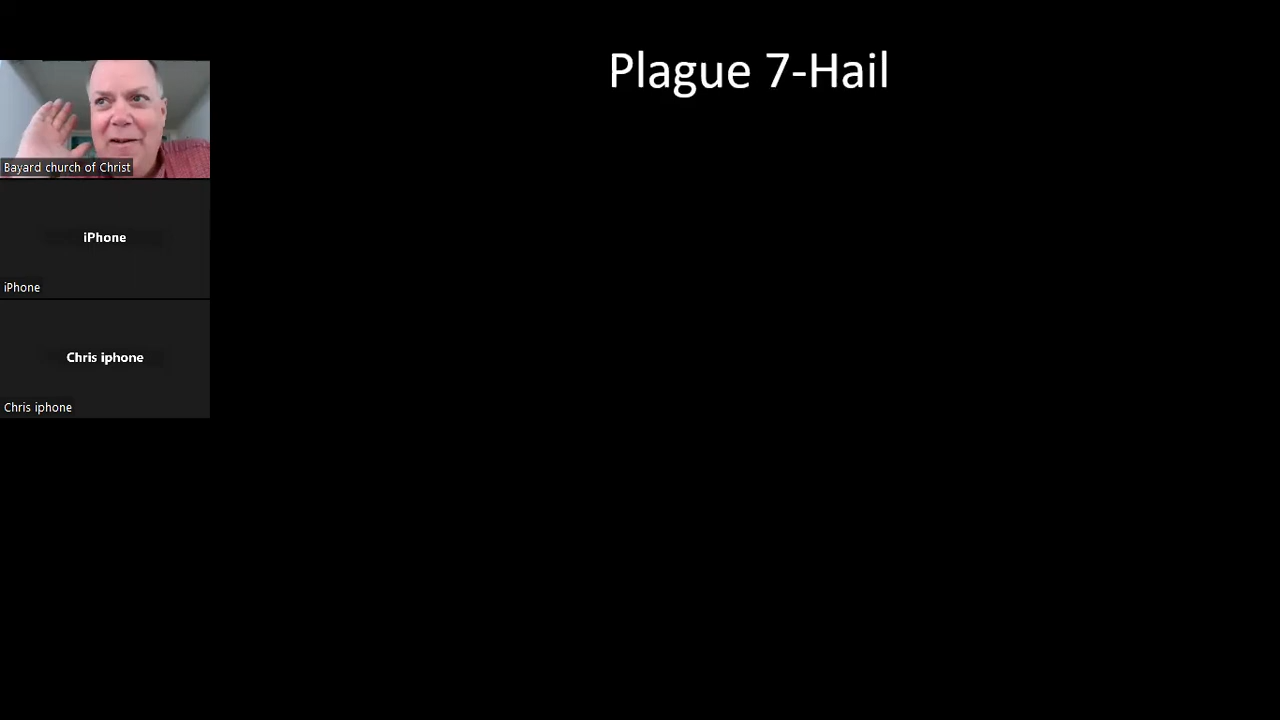 Plague 7-Hail
Bayard church of Christ
iPhone
iPhone
Chris iphone
Chris iphone